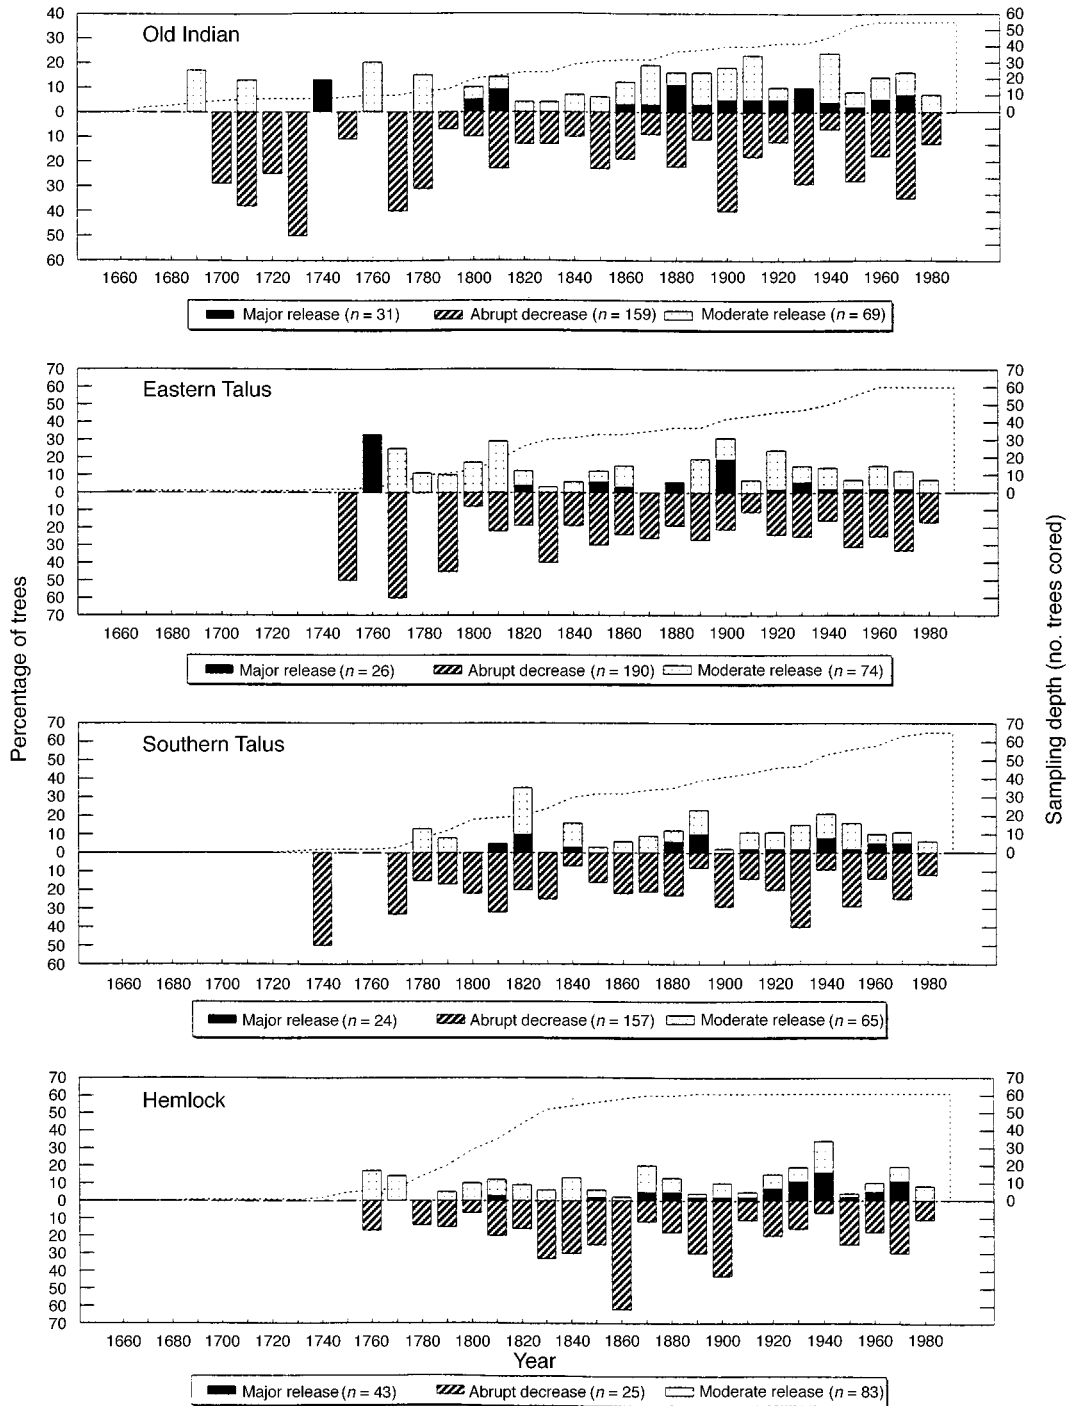 Percentage of trees
Sampling depth (no. trees cored)
Old Indian
40 30 20 10 0 10 20 30 40 50 60
60 50 40 30 20 10 0
1660 1680 1700 1720 1740 1760 1780 1800 1820 1840 1860 1880 1900 1920 1940 1960 1980
Major release (n = 31) Abrupt decrease (n = 159) Moderate release (n = 69)
Eastern Talus
70 60 50 40 30 20 10 0 10 20 30 40 50 60 70
70 60 50 40 30 20 10 0
1660 1680 1700 1720 1740 1760 1780 1800 1820 1840 1860 1880 1900 1920 1940 1960 1980
Major release (n = 26) Abrupt decrease (n = 190) Moderate release (n = 74)
Southern Talus
70 60 50 40 30 20 10 0 10 20 30 40 50 60
70 60 50 40 30 20 10 0
1660 1680 1700 1720 1740 1760 1780 1800 1820 1840 1860 1880 1900 1920 1940 1960 1980
Major release (n = 24) Abrupt decrease (n = 157) Moderate release (n = 65)
Hemlock
70 60 50 40 30 20 10 0 10 20 30 40 50 60 70
70 60 50 40 30 20 10 0
1660 1680 1700 1720 1740 1760 1780 1800 1820 1840 1860 1880 1900 1920 1940 1960 1980
Year
Major release (n = 43) Abrupt decrease (n = 25) Moderate release (n = 83)